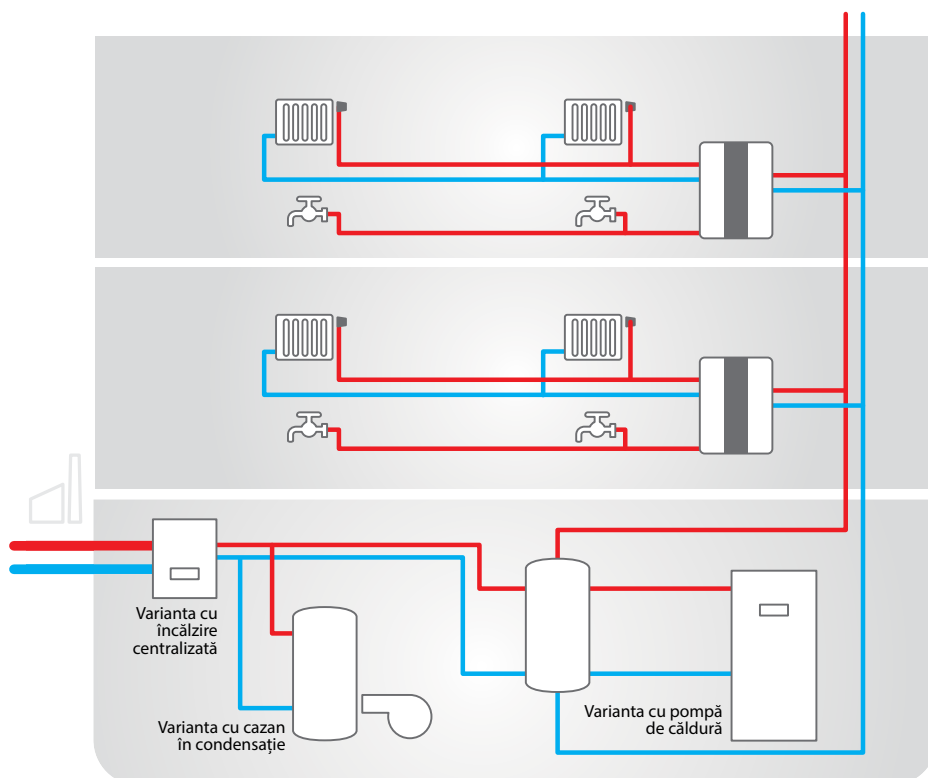 Varianta cu
încălzire
centralizată
Varianta cu cazan
în condensație
Varianta cu pompă
de căldură